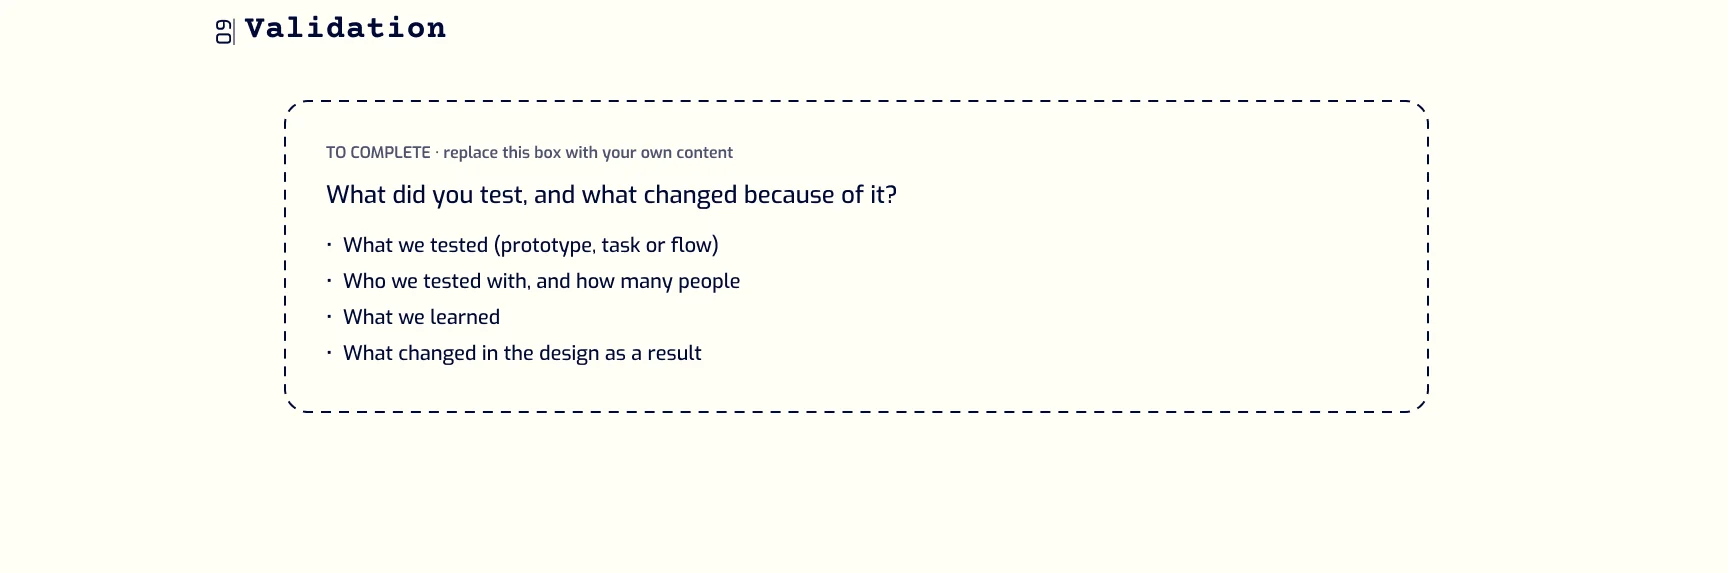 09 Validation
TO COMPLETE · replace this box with your own content
What did you test, and what changed because of it?
· What we tested (prototype, task or flow)
· Who we tested with, and how many people
· What we learned
· What changed in the design as a result